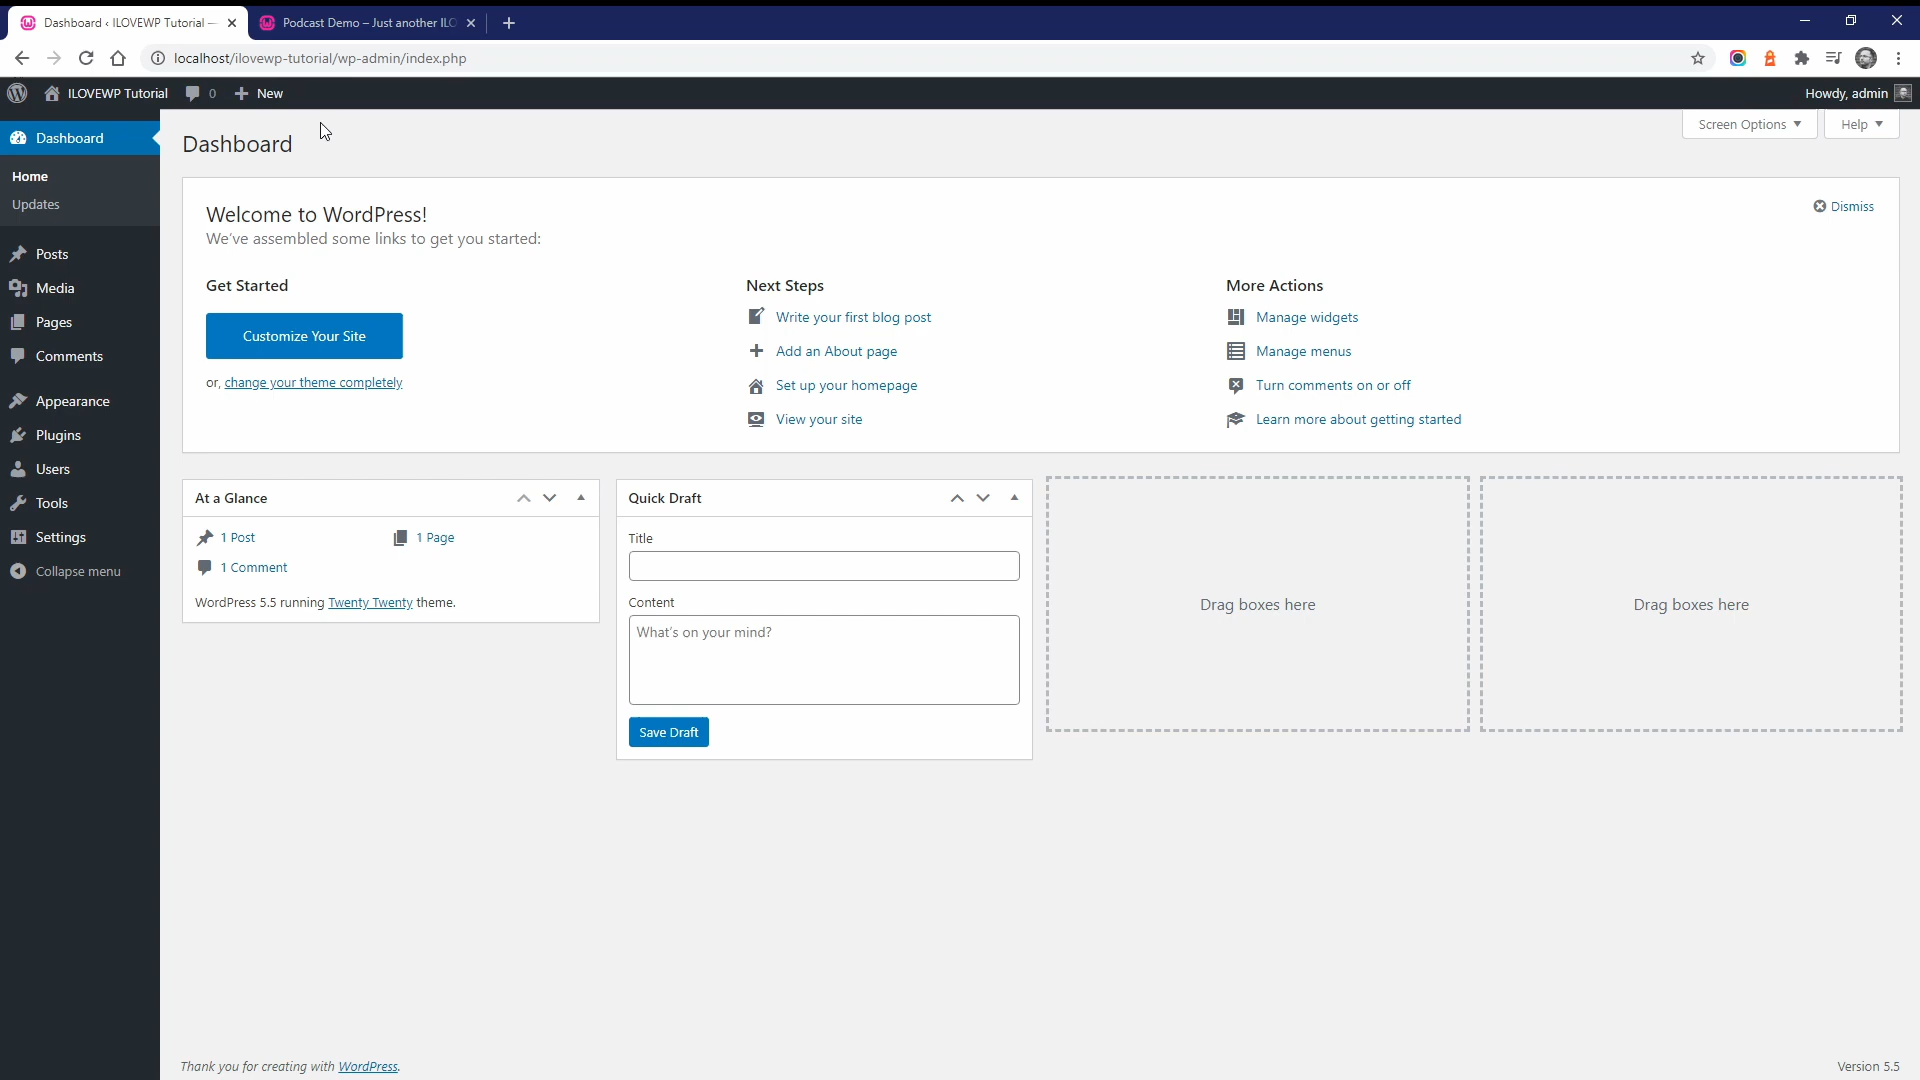 Dashboard ‹ ILOVEWP Tutorial —
Podcast Demo – Just another ILO
localhost/ilovewp-tutorial/wp-admin/index.php
ILOVEWP Tutorial
0
New
Howdy, admin
Dashboard
Home
Updates
Posts
Media
Pages
Comments
Appearance
Plugins
Users
Tools
Settings
Collapse menu
Dashboard
Screen Options
Help
Welcome to WordPress!
We've assembled some links to get you started:
Dismiss
Get Started
Customize Your Site
or, change your theme completely
Next Steps
Write your first blog post
Add an About page
Set up your homepage
View your site
More Actions
Manage widgets
Manage menus
Turn comments on or off
Learn more about getting started
At a Glance
1 Post
1 Page
1 Comment
WordPress 5.5 running Twenty Twenty theme.
Quick Draft
Title
Content
What's on your mind?
Save Draft
Drag boxes here
Drag boxes here
Thank you for creating with WordPress.
Version 5.5